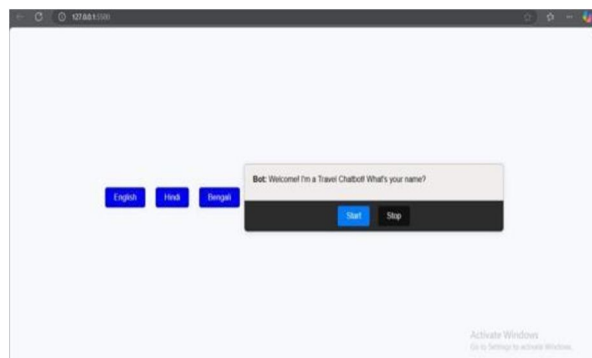 127.0.0.1:5000
Bot: Welcome! I'm a Travel Chatbot! What's your name?
English Hindi Bengali
Start Stop
Activate Windows
Go to Settings to activate Windows.